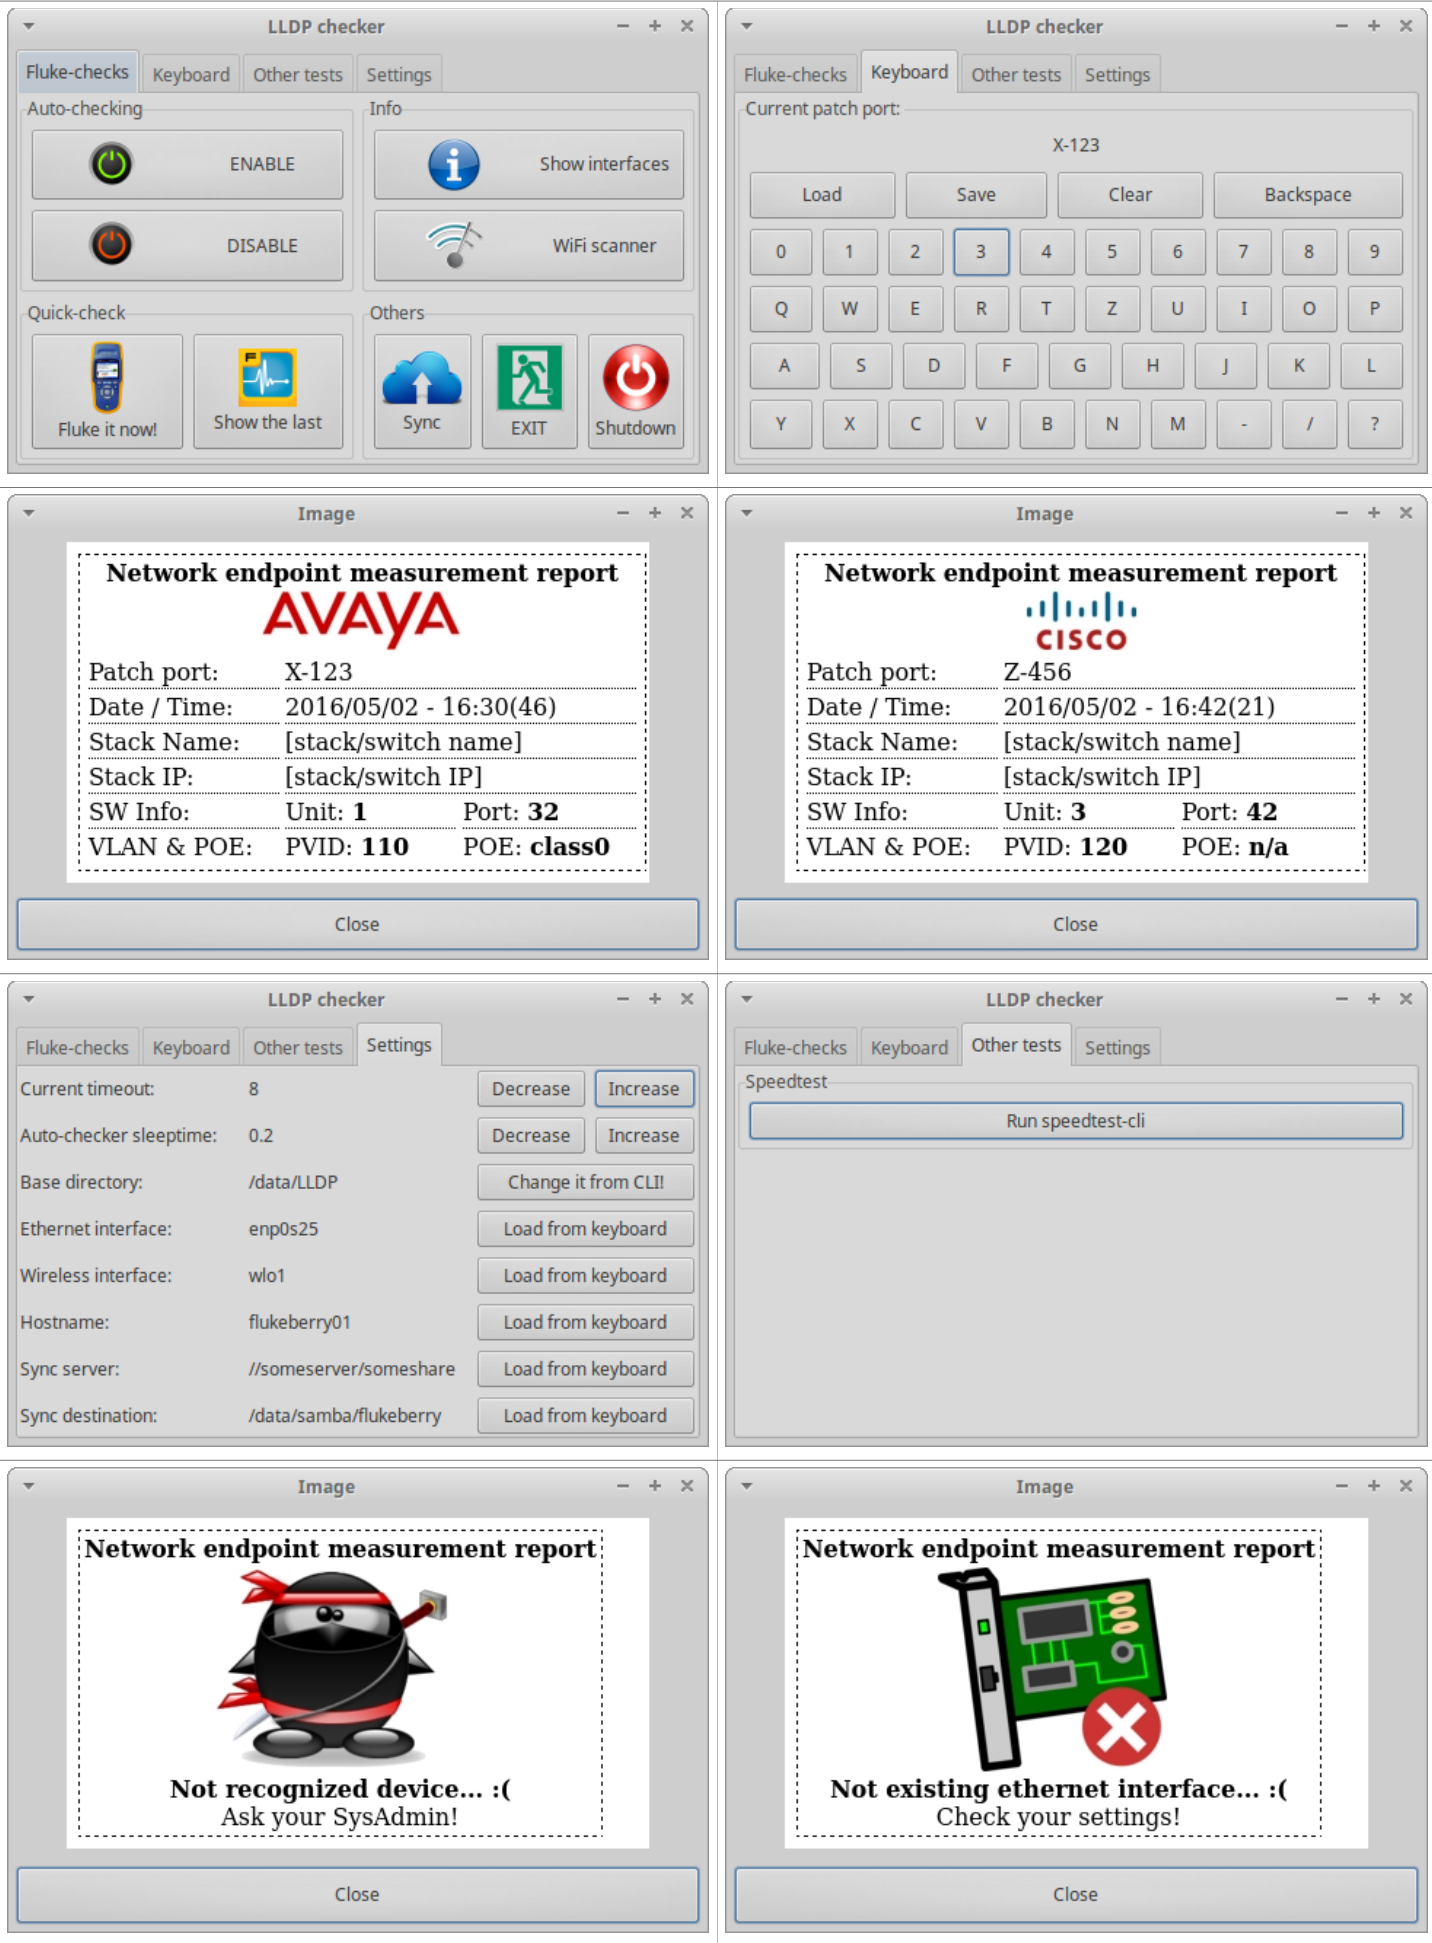 LLDP checker
Fluke-checks Keyboard Other tests Settings
Auto-checking
ENABLE
DISABLE
Info
Show interfaces
WiFi scanner
Quick-check
Fluke it now!
F
Show the last
Others
Sync
EXIT
Shutdown
LLDP checker
Fluke-checks Keyboard Other tests Settings
Current patch port:
X-123
Load Save Clear Backspace
0 1 2 3 4 5 6 7 8 9
Q W E R T Z U I O P
A S D F G H J K L
Y X C V B N M - / ?
Image
Network endpoint measurement report
AVAYA
Patch port: X-123
Date / Time: 2016/05/02 - 16:30(46)
Stack Name: [stack/switch name]
Stack IP: [stack/switch IP]
SW Info: Unit: 1 Port: 32
VLAN & POE: PVID: 110 POE: class0
Close
Image
Network endpoint measurement report
CISCO
Patch port: Z-456
Date / Time: 2016/05/02 - 16:42(21)
Stack Name: [stack/switch name]
Stack IP: [stack/switch IP]
SW Info: Unit: 3 Port: 42
VLAN & POE: PVID: 120 POE: n/a
Close
LLDP checker
Fluke-checks Keyboard Other tests Settings
Current timeout: 8 Decrease Increase
Auto-checker sleeptime: 0.2 Decrease Increase
Base directory: /data/LLDP Change it from CLI!
Ethernet interface: enp0s25 Load from keyboard
Wireless interface: wlo1 Load from keyboard
Hostname: flukeberry01 Load from keyboard
Sync server: //someserver/someshare Load from keyboard
Sync destination: /data/samba/flukeberry Load from keyboard
LLDP checker
Fluke-checks Keyboard Other tests Settings
Speedtest
Run speedtest-cli
Image
Network endpoint measurement report
Not recognized device... :(
Ask your SysAdmin!
Close
Image
Network endpoint measurement report
Not existing ethernet interface... :(
Check your settings!
Close